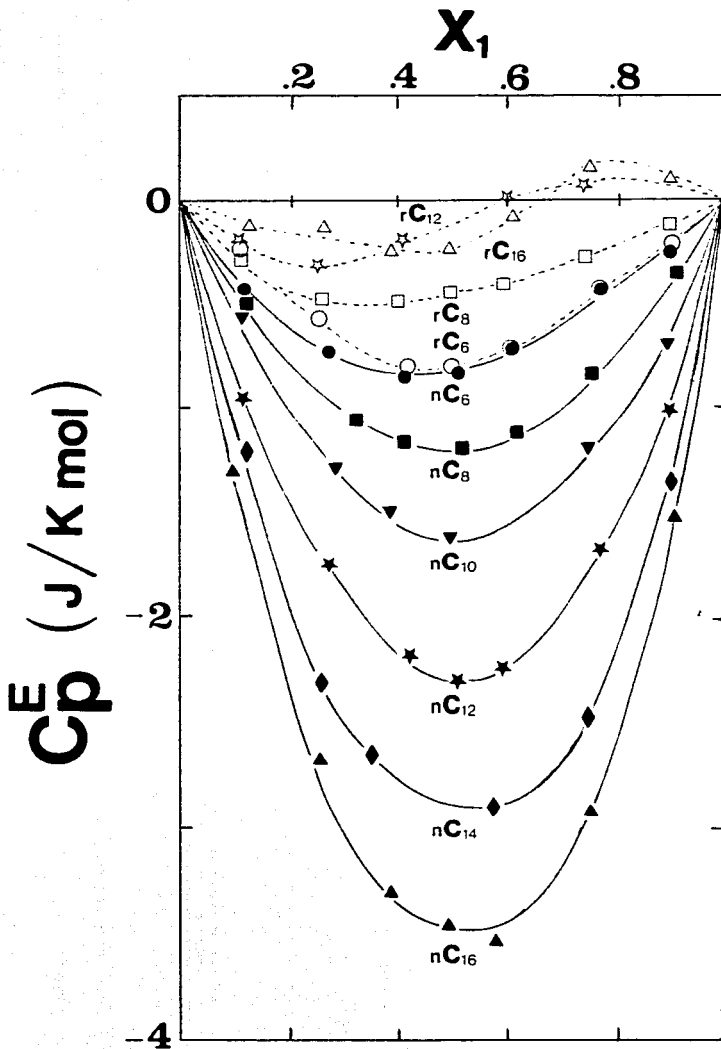 X₁
.2 .4 .6 .8
0
rC₁₂
rC₁₆
rC₈
rC₆
nC₆
nC₈
nC₁₀
-2
nC₁₂
nC₁₄
nC₁₆
-4
CpE (J/K mol)